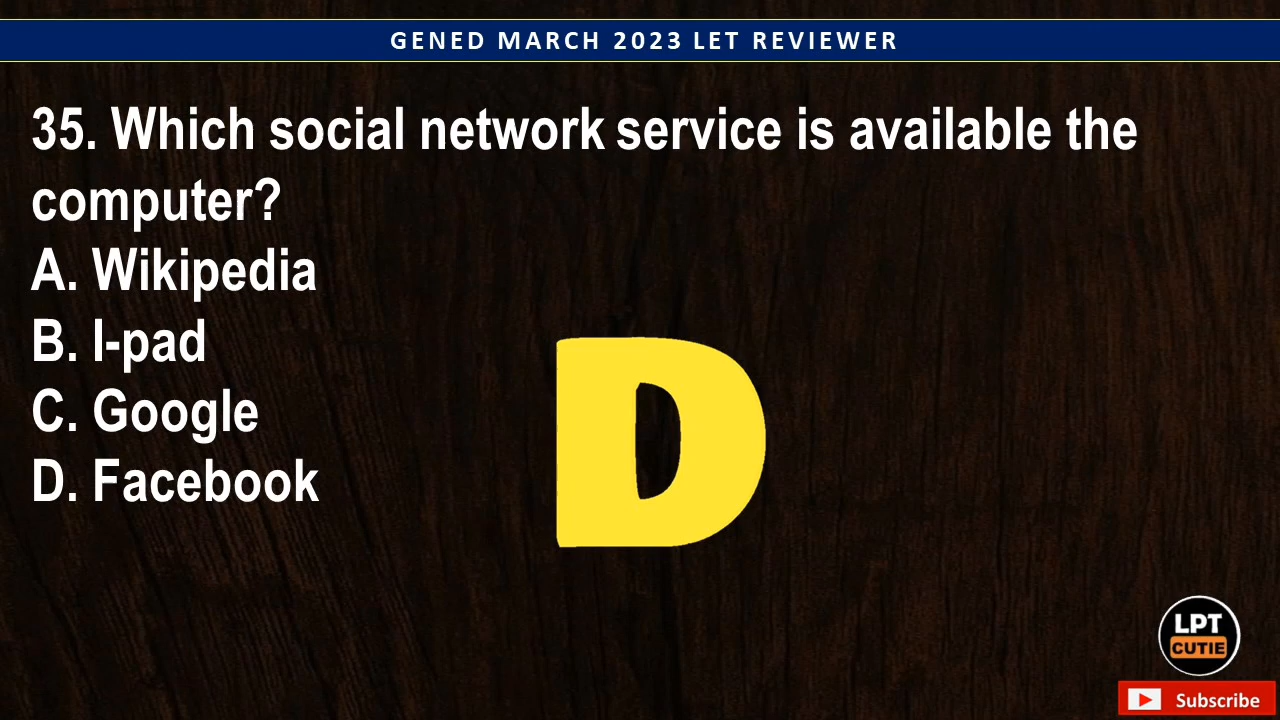 GENED MARCH 2023 LET REVIEWER
35. Which social network service is available the
computer?
A. Wikipedia
B. I-pad
C. Google
D. Facebook
D
LPT
CUTIE
Subscribe